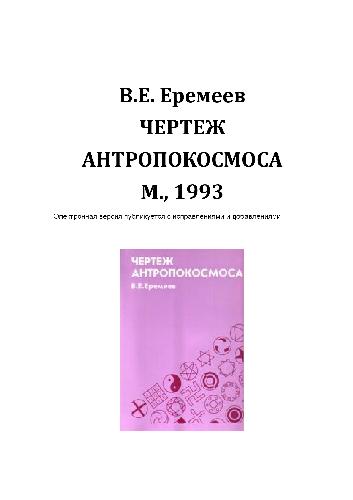 В.Е. Еремеев
ЧЕРТЕЖ
АНТРОПОКОСМОСА
М., 1993
Электронная версия публикуется с исправлениями и добавлениями
ЧЕРТЕЖ
АНТРОПОКОСМОСА
В.Е.Еремеев